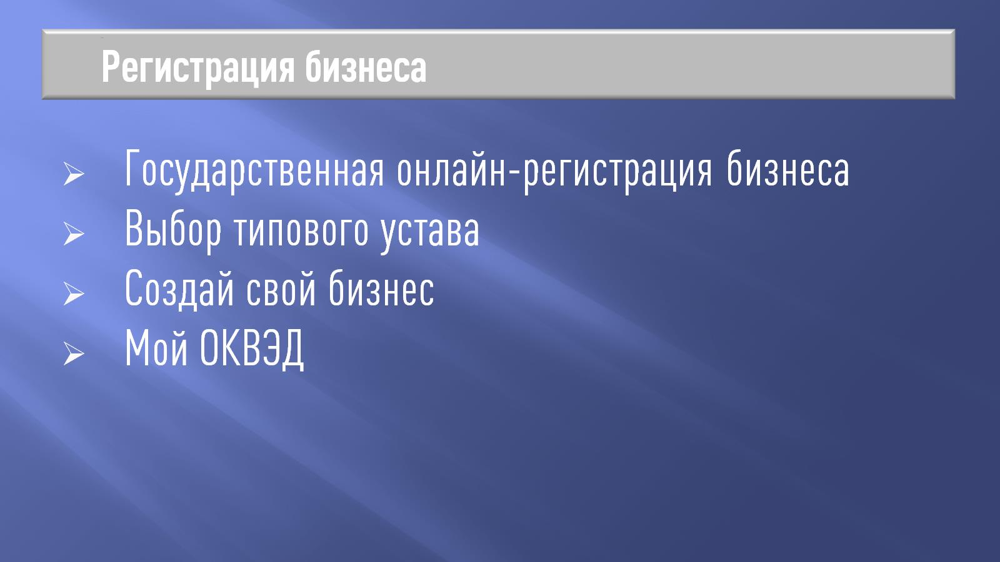 Регистрация бизнеса
Государственная онлайн-регистрация бизнеса
Выбор типового устава
Создай свой бизнес
Мой ОКВЭД